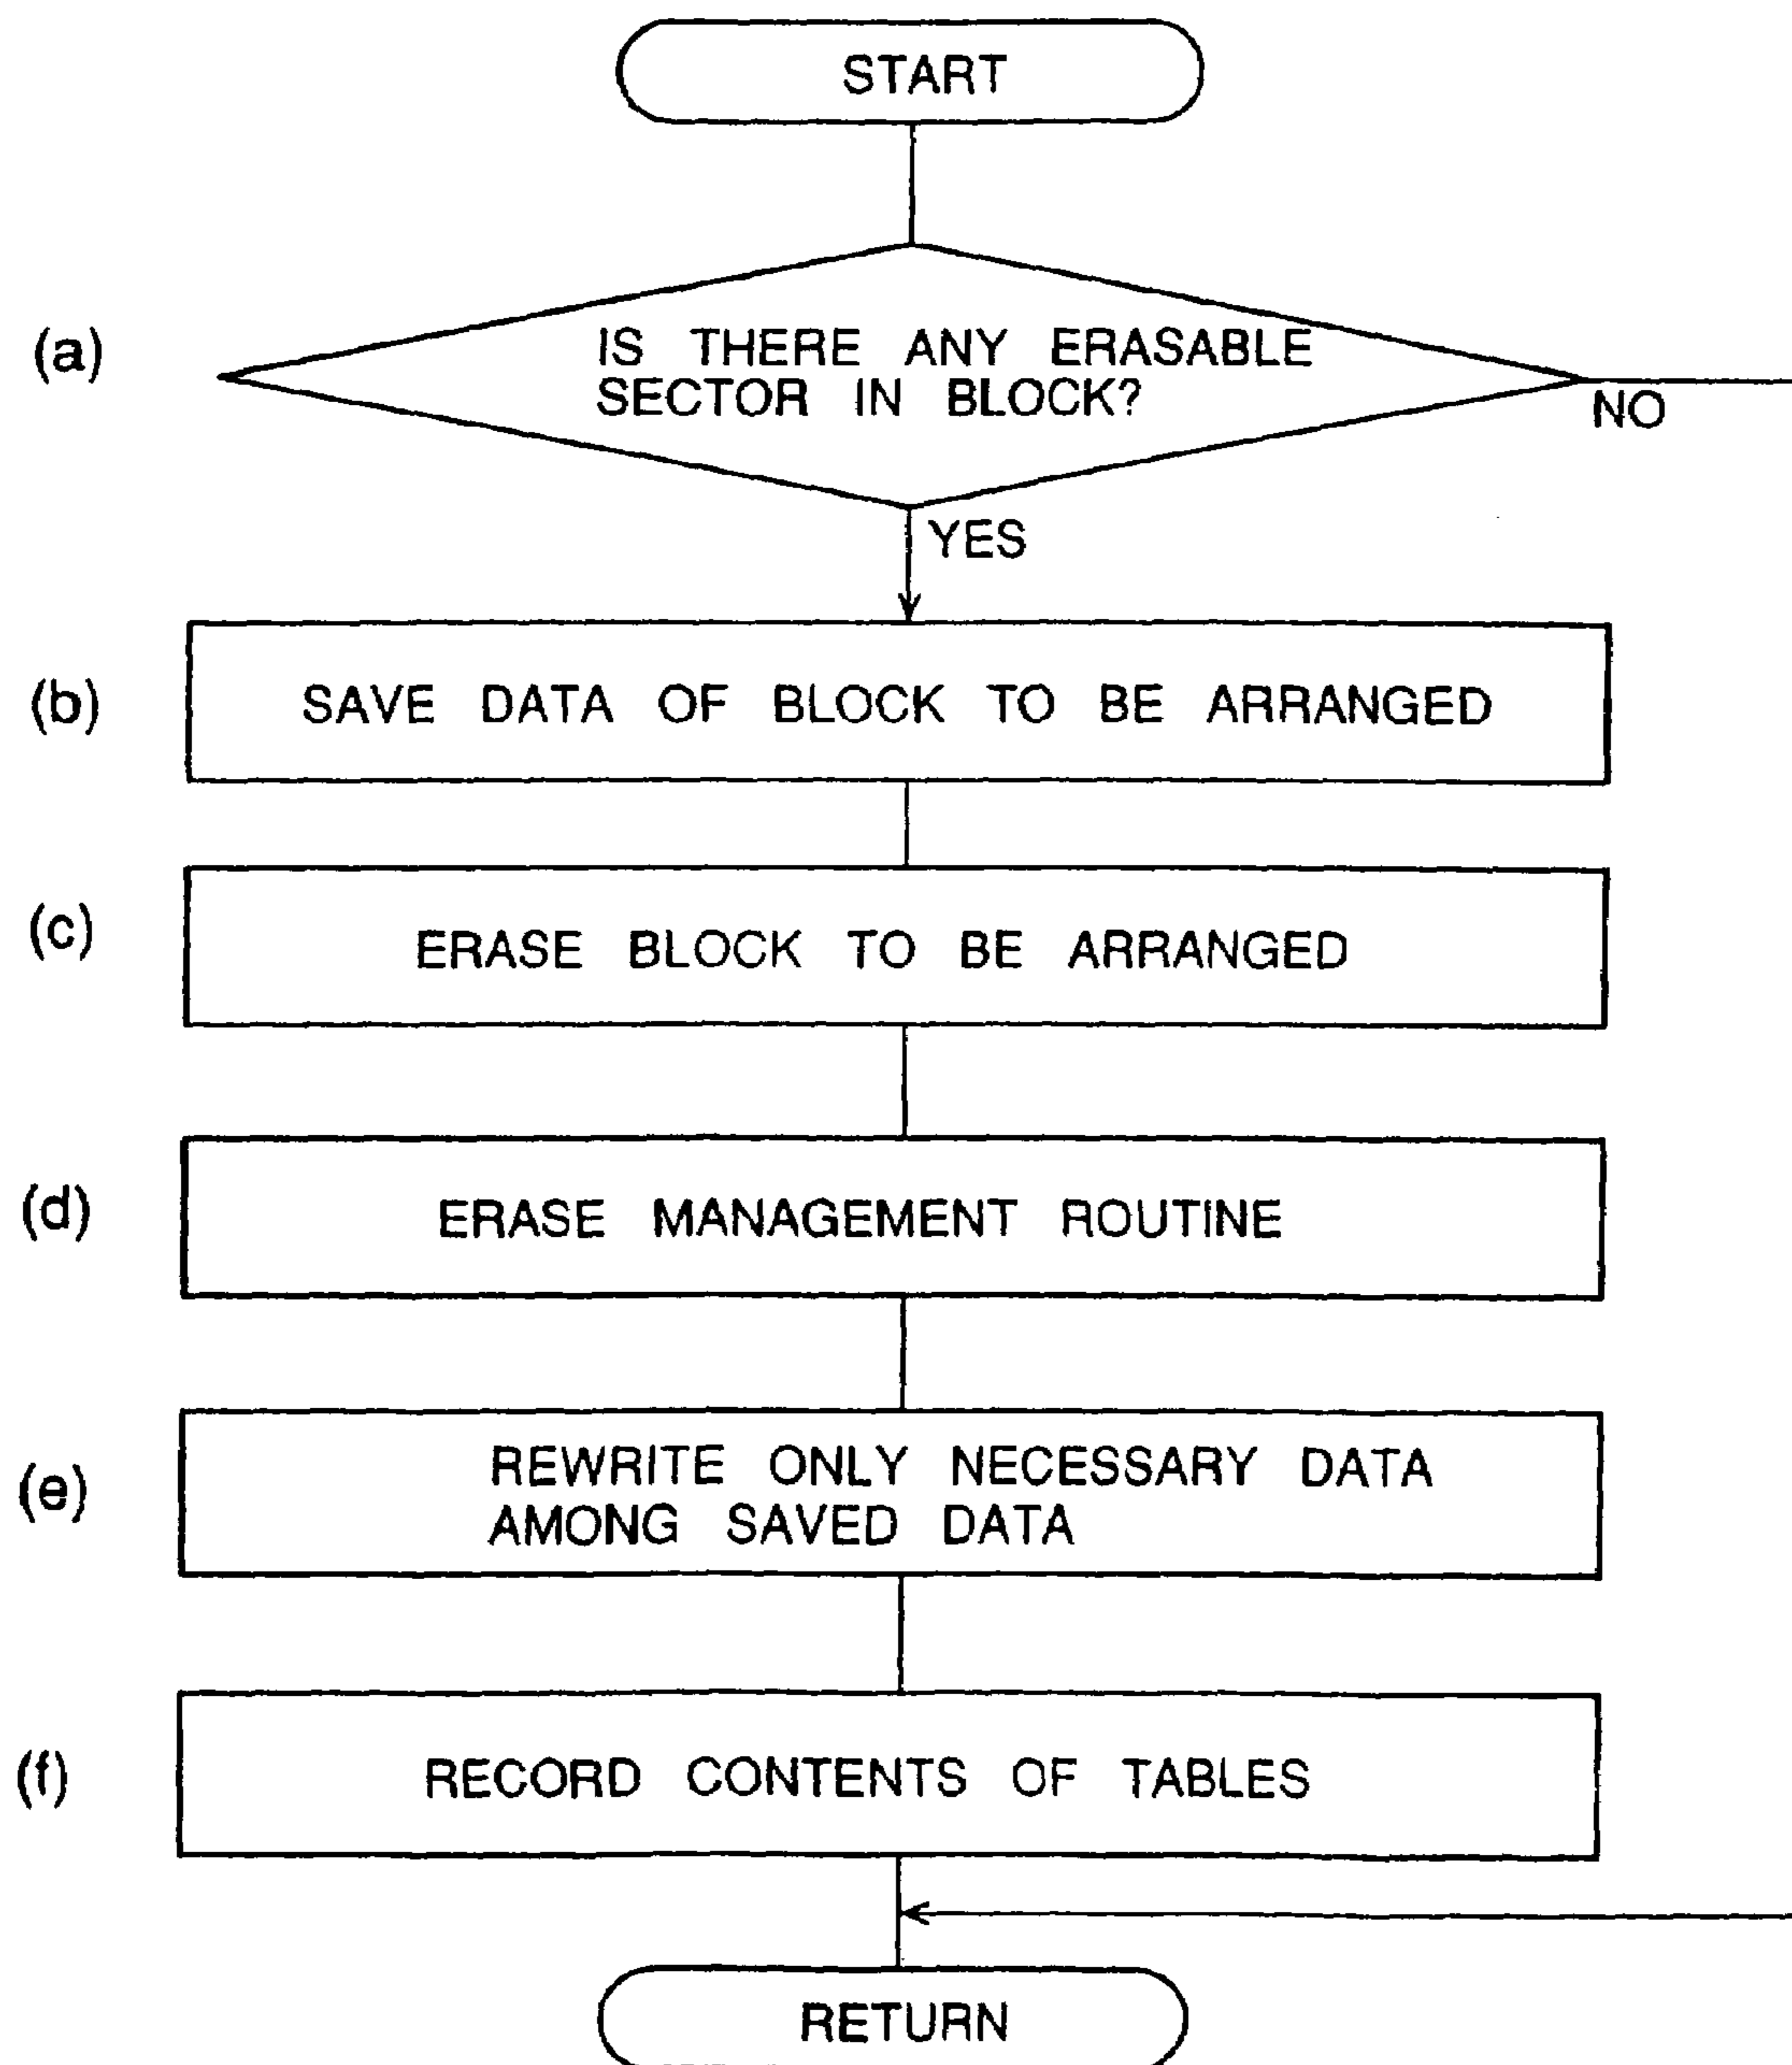 START
(a)
IS THERE ANY ERASABLE
SECTOR IN BLOCK?
NO
YES
(b)
SAVE DATA OF BLOCK TO BE ARRANGED
(c)
ERASE BLOCK TO BE ARRANGED
(d)
ERASE MANAGEMENT ROUTINE
(e)
REWRITE ONLY NECESSARY DATA
AMONG SAVED DATA
(f)
RECORD CONTENTS OF TABLES
RETURN